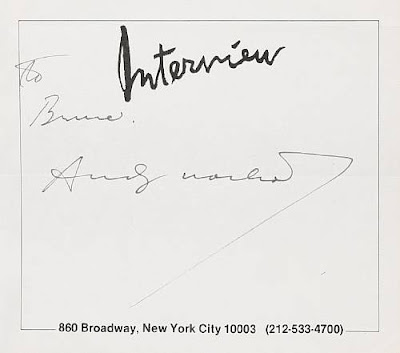 Interview
To
Bruce.
Andy Warhol
860 Broadway, New York City 10003 (212-533-4700)